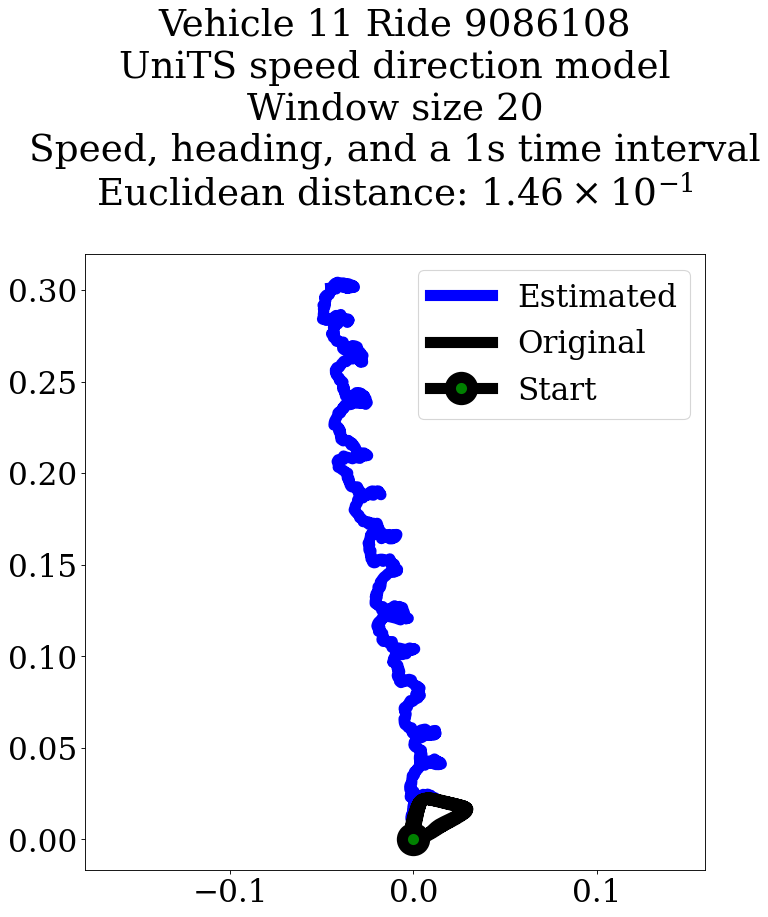 Vehicle 11 Ride 9086108
UniTS speed direction model
Window size 20
Speed, heading, and a 1s time interval
Euclidean distance: 1.46 × 10⁻¹
Estimated
Original
Start
0.30
0.25
0.20
0.15
0.10
0.05
0.00
−0.1 0.0 0.1